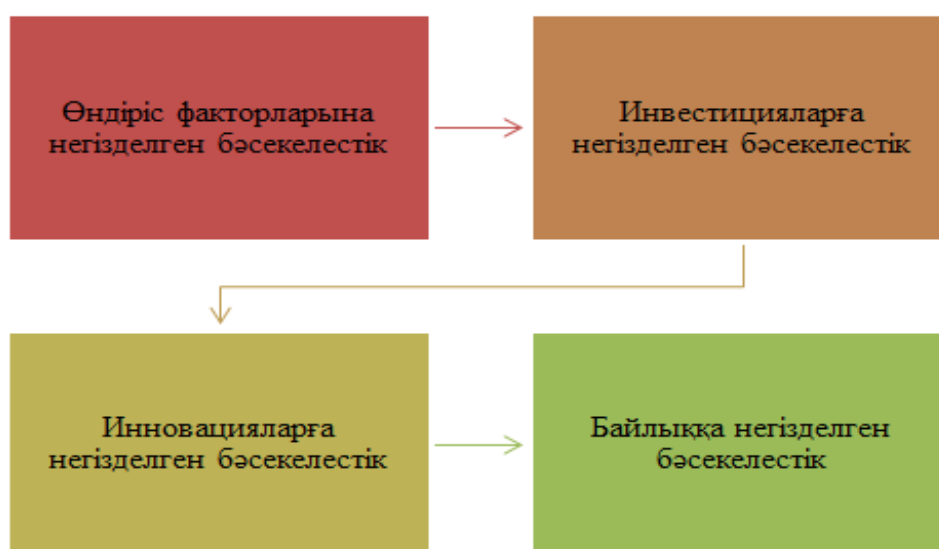 Өндіріс факторларына
негізделген бәсекелестік
Инвестицияларға
негізделген бәсекелестік
Инновацияларға
негізделген бәсекелестік
Байлыққа негізделген
бәсекелестік